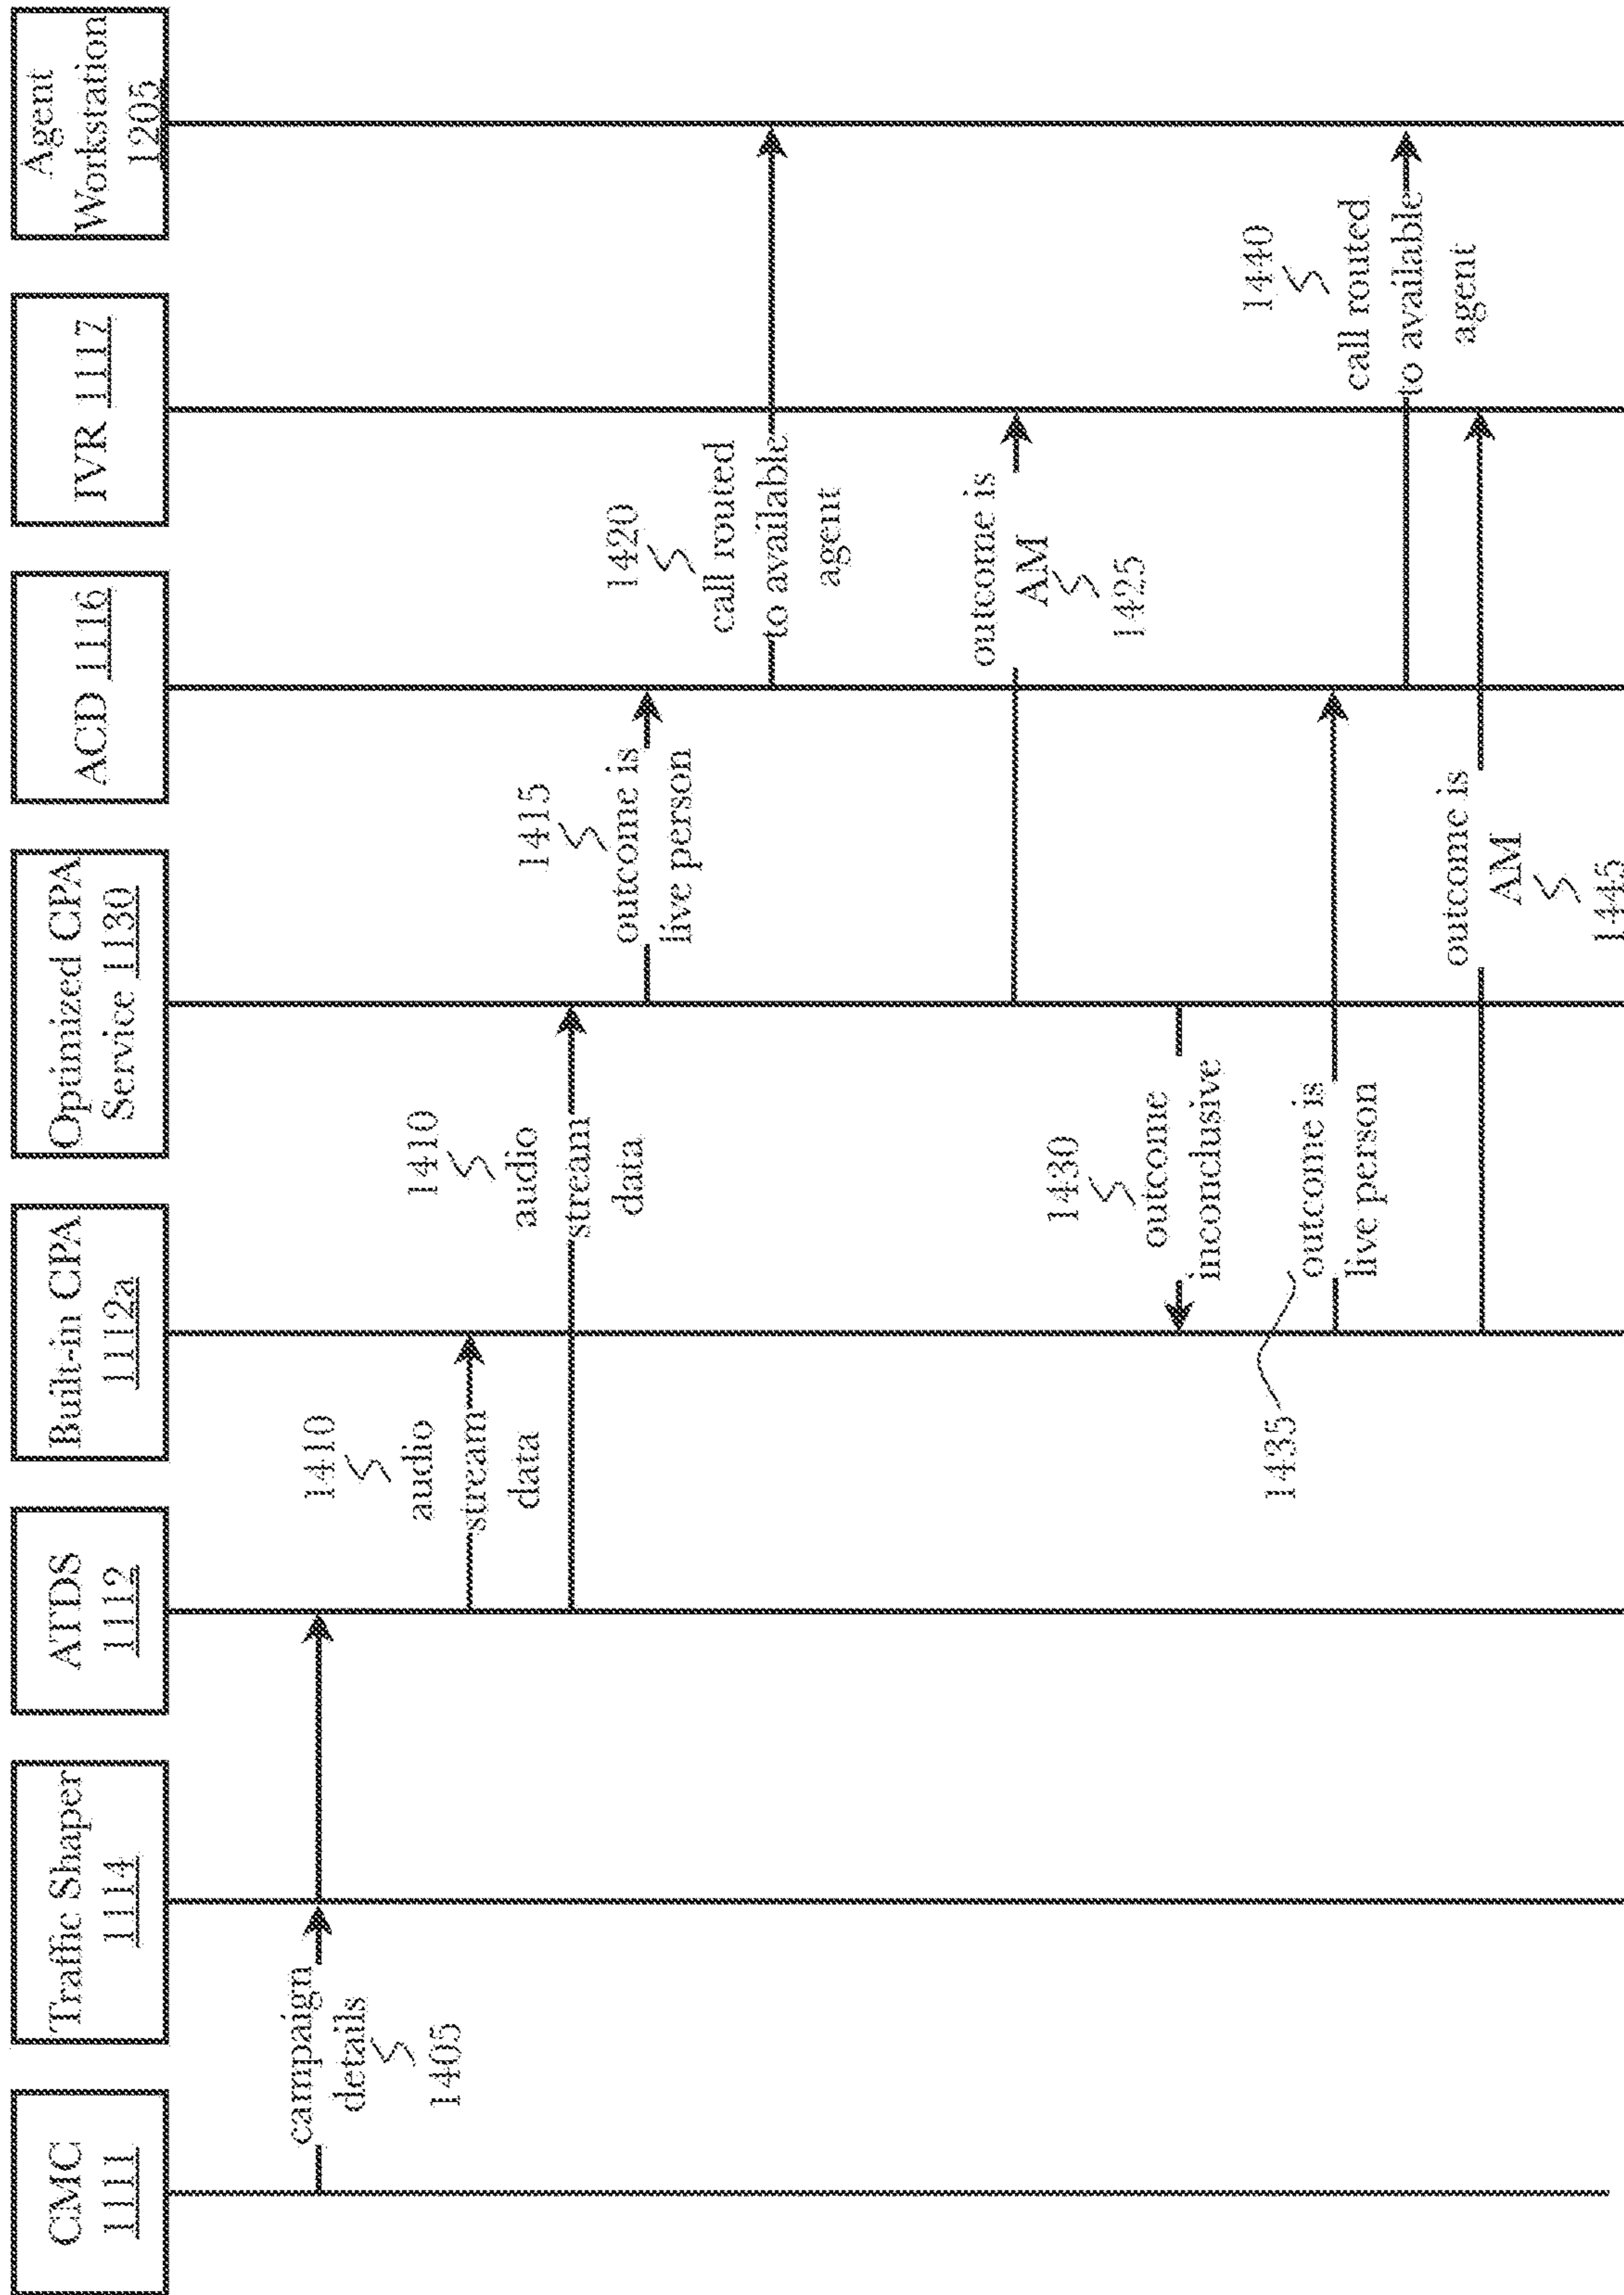 CMC
1111
Traffic Shaper
1114
ATDS
1112
Built-in CPA
1112a
Optimized CPA
Service 1130
ACD 1116
IVR 1117
Agent
Workstation
1205
campaign
details
1405
1410
audio
stream
data
1410
audio
stream
data
1415
outcome is
live person
1420
call routed
to available
agent
outcome is
AM
1425
1430
outcome
inconclusive
1435
outcome is
live person
1440
call routed
to available
agent
outcome is
AM
1445